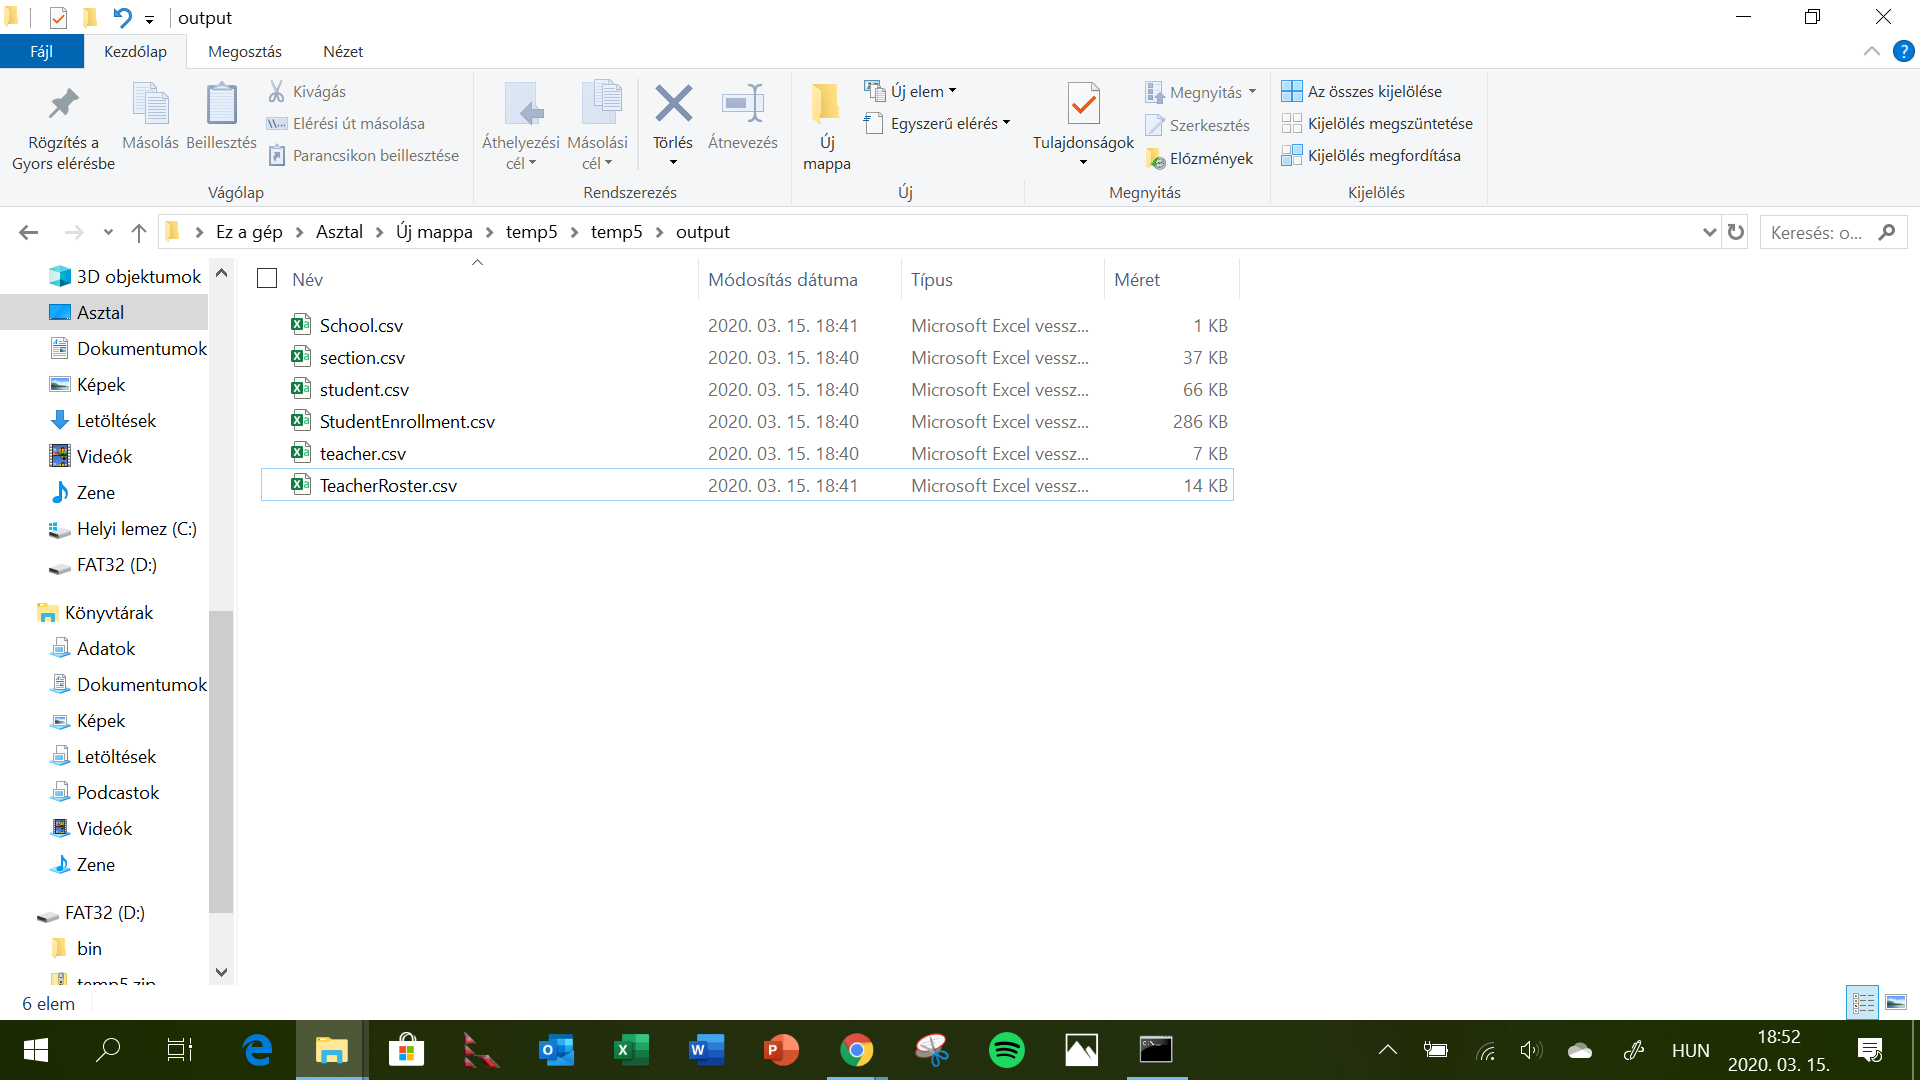 output
Fájl Kezdőlap Megosztás Nézet
Rögzítés a Gyors elérésbe
Másolás
Beillesztés
Kivágás
Elérési út másolása
Parancsikon beillesztése
Vágólap
Áthelyezési cél
Másolási cél
Törlés
Átnevezés
Rendszerezés
Új mappa
Új elem
Egyszerű elérés
Új
Tulajdonságok
Megnyitás
Szerkesztés
Előzmények
Megnyitás
Az összes kijelölése
Kijelölés megszüntetése
Kijelölés megfordítása
Kijelölés
Ez a gép Asztal Új mappa temp5 temp5 output
Keresés: o...
3D objektumok
Asztal
Dokumentumok
Képek
Letöltések
Videók
Zene
Helyi lemez (C:)
FAT32 (D:)
Könyvtárak
Adatok
Dokumentumok
Képek
Letöltések
Podcastok
Videók
Zene
FAT32 (D:)
bin
temp5.zip
Név Módosítás dátuma Típus Méret
School.csv 2020. 03. 15. 18:41 Microsoft Excel vessz... 1 KB
section.csv 2020. 03. 15. 18:40 Microsoft Excel vessz... 37 KB
student.csv 2020. 03. 15. 18:40 Microsoft Excel vessz... 66 KB
StudentEnrollment.csv 2020. 03. 15. 18:40 Microsoft Excel vessz... 286 KB
teacher.csv 2020. 03. 15. 18:40 Microsoft Excel vessz... 7 KB
TeacherRoster.csv 2020. 03. 15. 18:41 Microsoft Excel vessz... 14 KB
6 elem
HUN
18:52
2020. 03. 15.